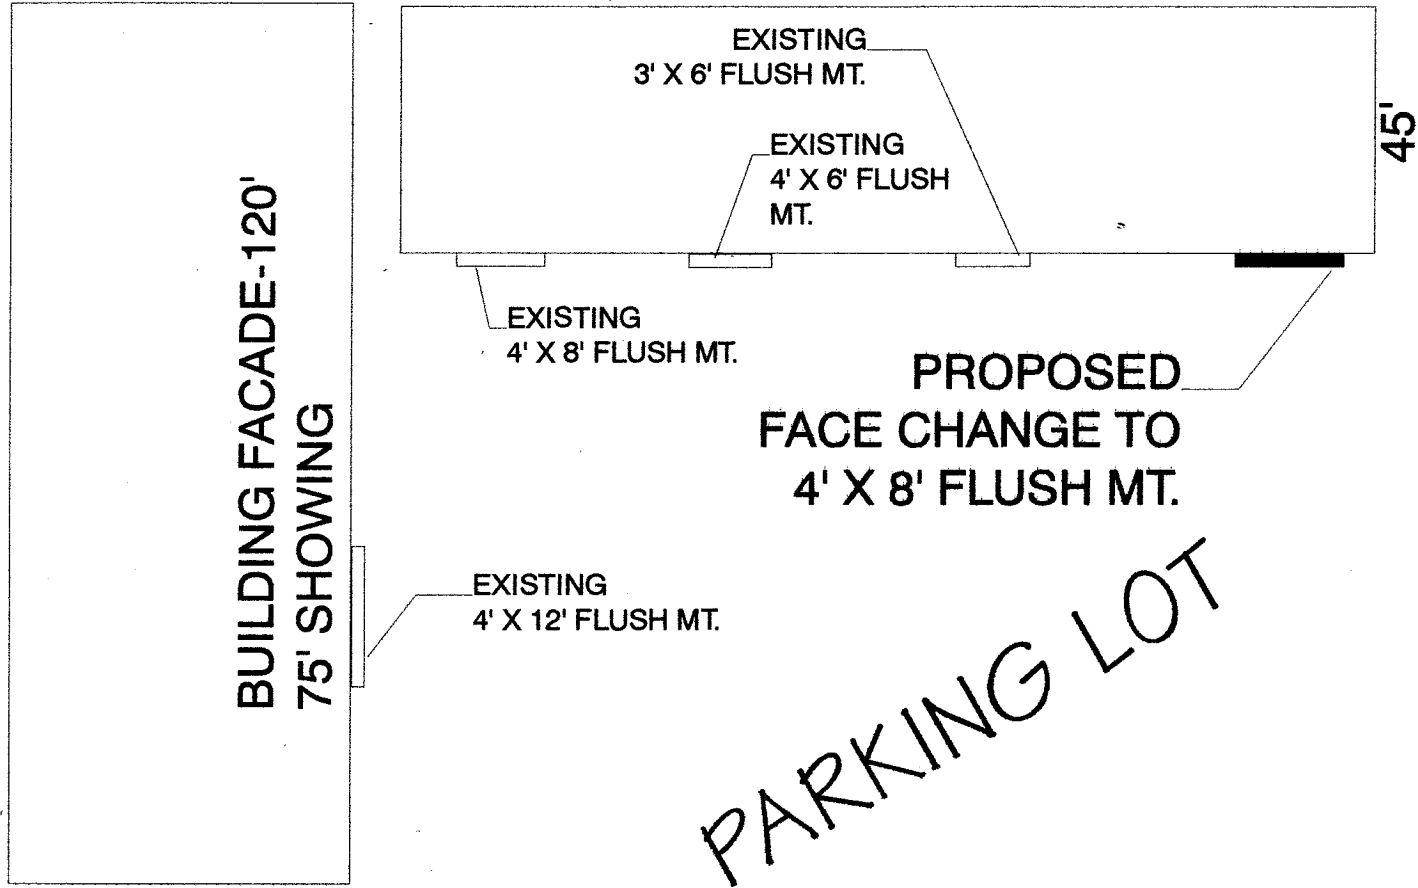 EXISTING
3' X 6' FLUSH MT.
EXISTING
4' X 6' FLUSH
MT.
45'
BUILDING FACADE-120'
75' SHOWING
EXISTING
4' X 8' FLUSH MT.
PROPOSED
FACE CHANGE TO
4' X 8' FLUSH MT.
EXISTING
4' X 12' FLUSH MT.
PARKING LOT